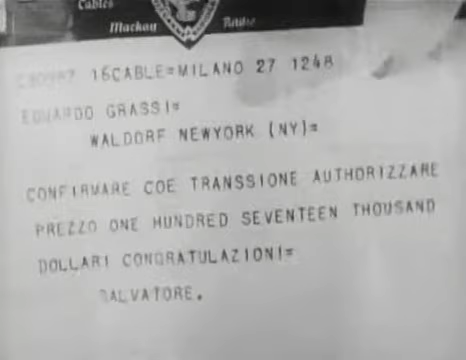 Cables
Mackay Radio
16CABLE=MILANO 27 1248
EDUARDO GRASSI=
WALDORF NEWYORK (NY)=
CONFIRMARE COE TRANSSIONE AUTHORIZZARE
PREZZO ONE HUNDRED SEVENTEEN THOUSAND
DOLLARI CONGRATULAZIONI=
SALVATORE.